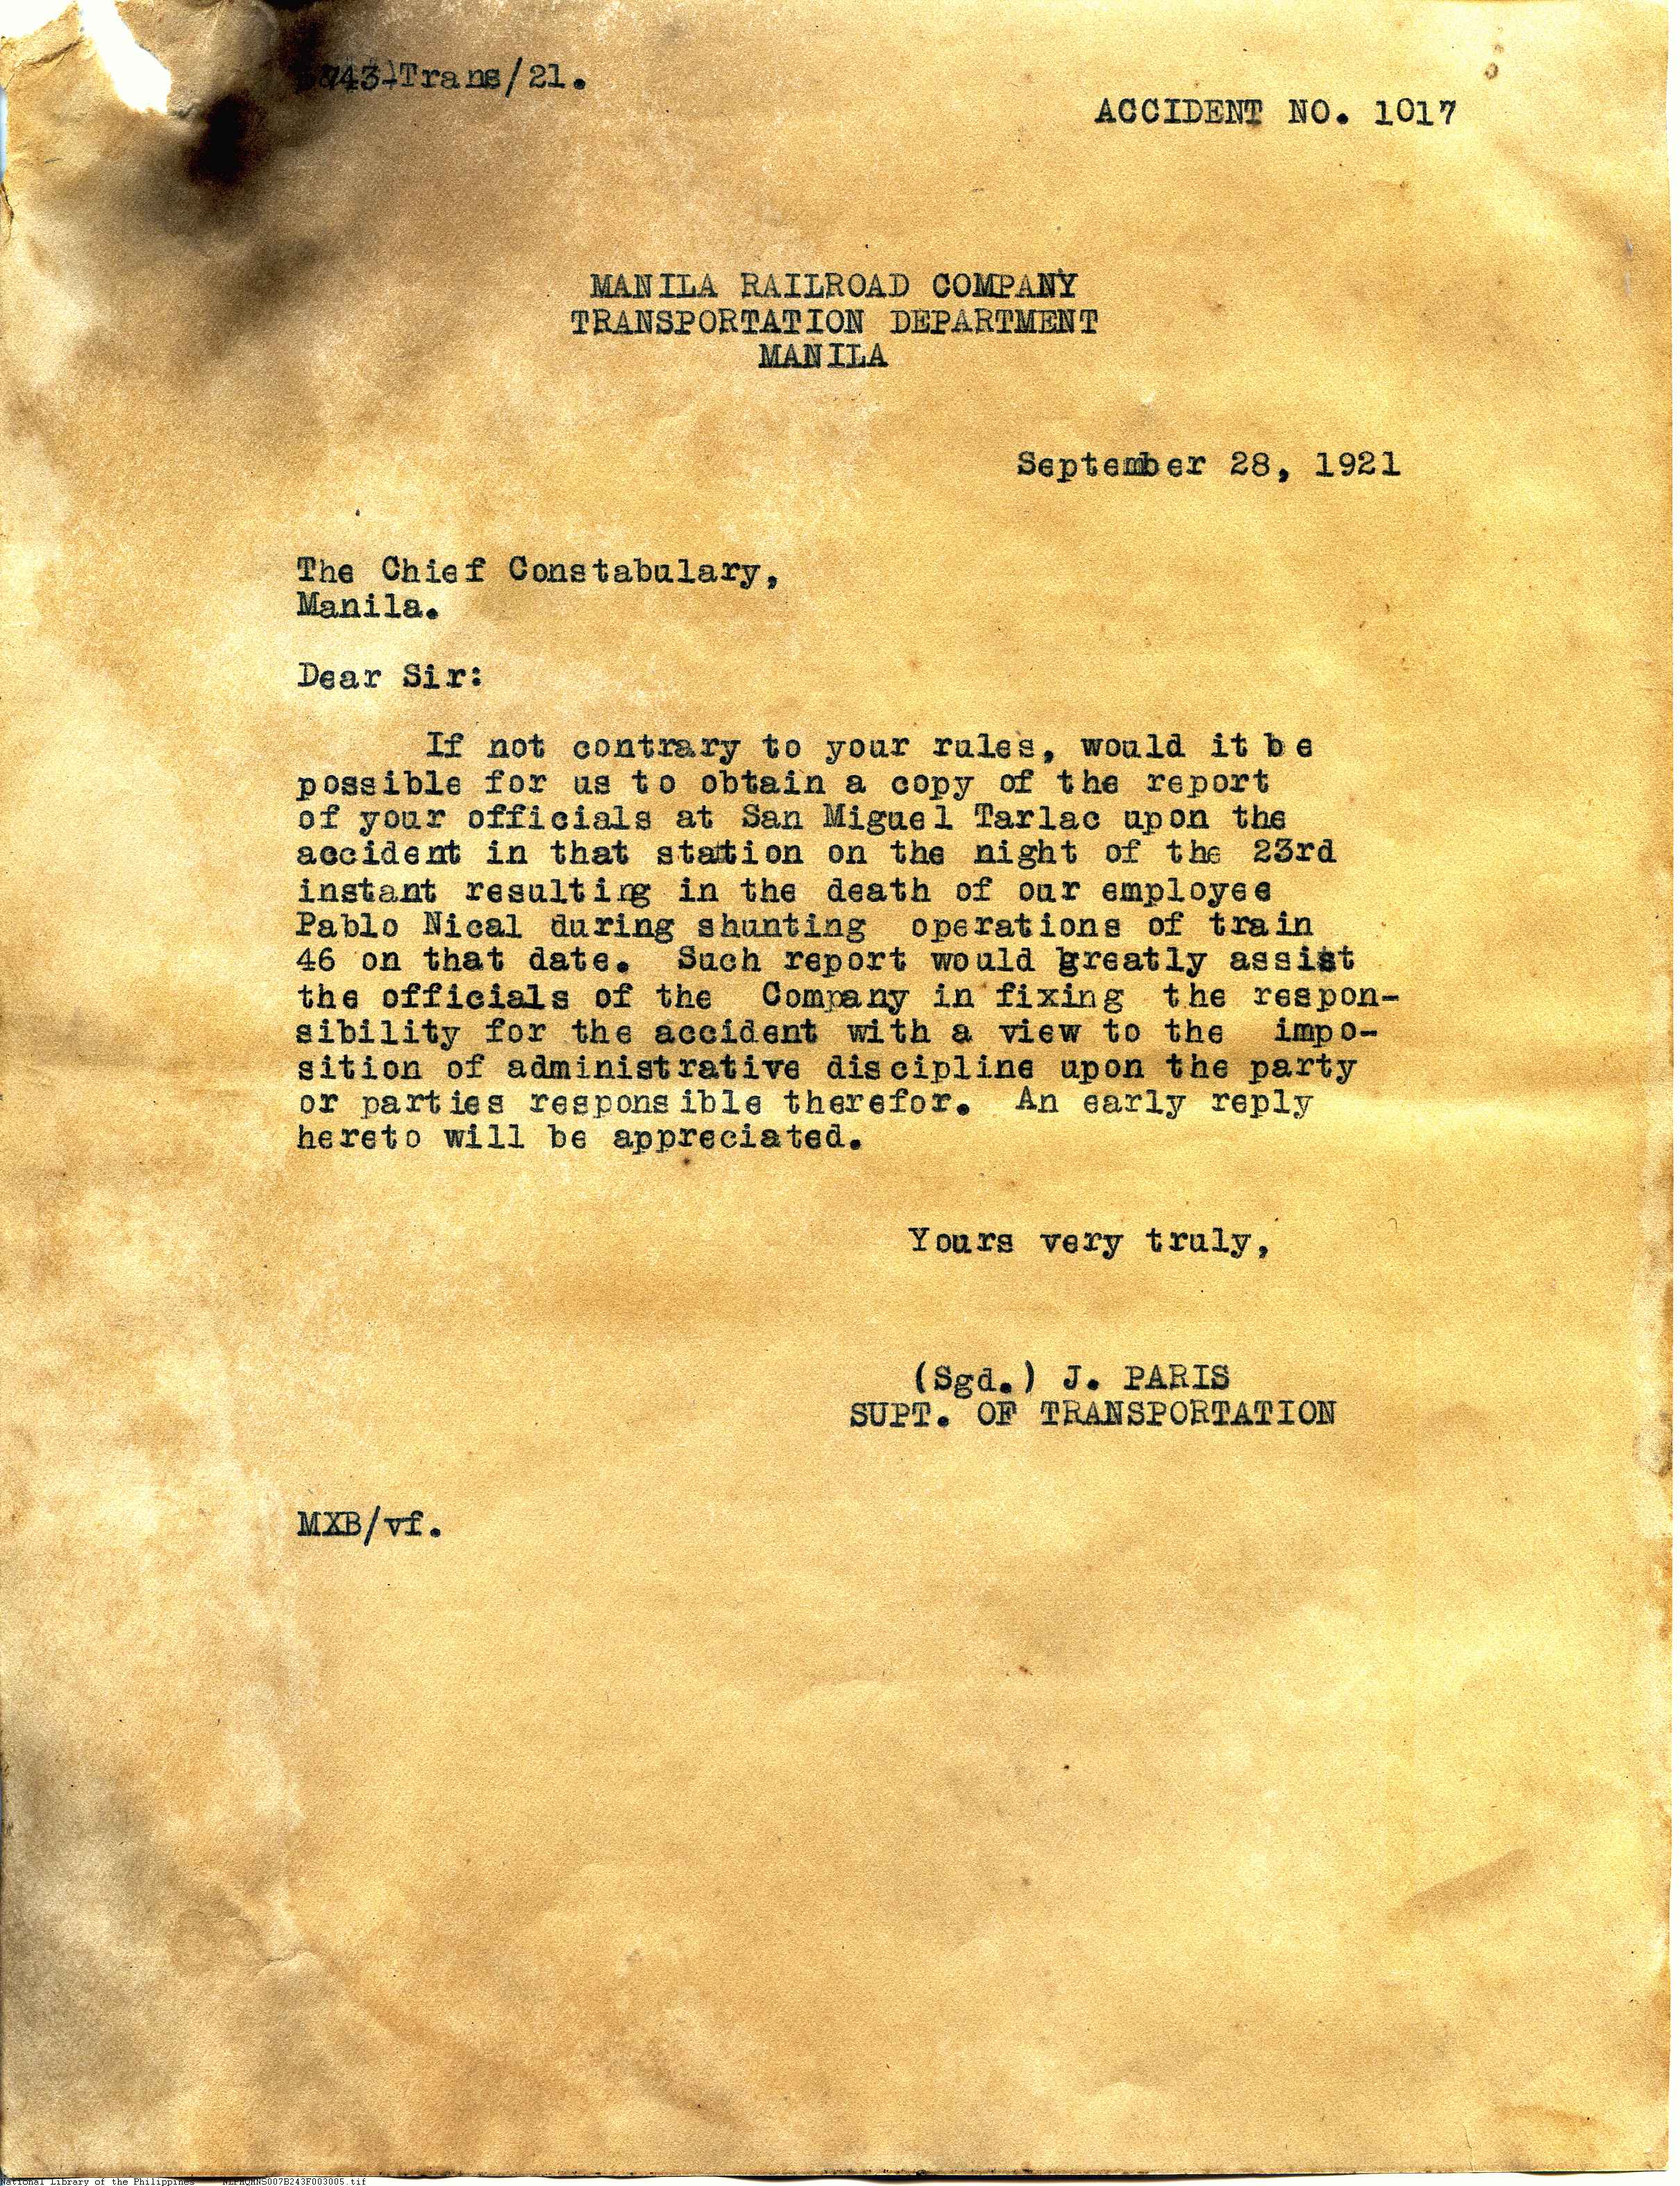 743-Trans/21.
ACCIDENT NO. 1017
MANILA RAILROAD COMPANY
TRANSPORTATION DEPARTMENT
MANILA
September 28, 1921
The Chief Constabulary,
Manila.
Dear Sir:
If not contrary to your rules, would it be
possible for us to obtain a copy of the report
of your officials at San Miguel Tarlac upon the
accident in that station on the night of the 23rd
instant resulting in the death of our employee
Pablo Nical during shunting operations of train
46 on that date. Such report would greatly assist
the officials of the Company in fixing the respon-
sibility for the accident with a view to the impo-
sition of administrative discipline upon the party
or parties responsible therefor. An early reply
hereto will be appreciated.
Yours very truly,
(Sgd.) J. PARIS
SUPT. OF TRANSPORTATION
MXB/vf.
National Library of the Philippines